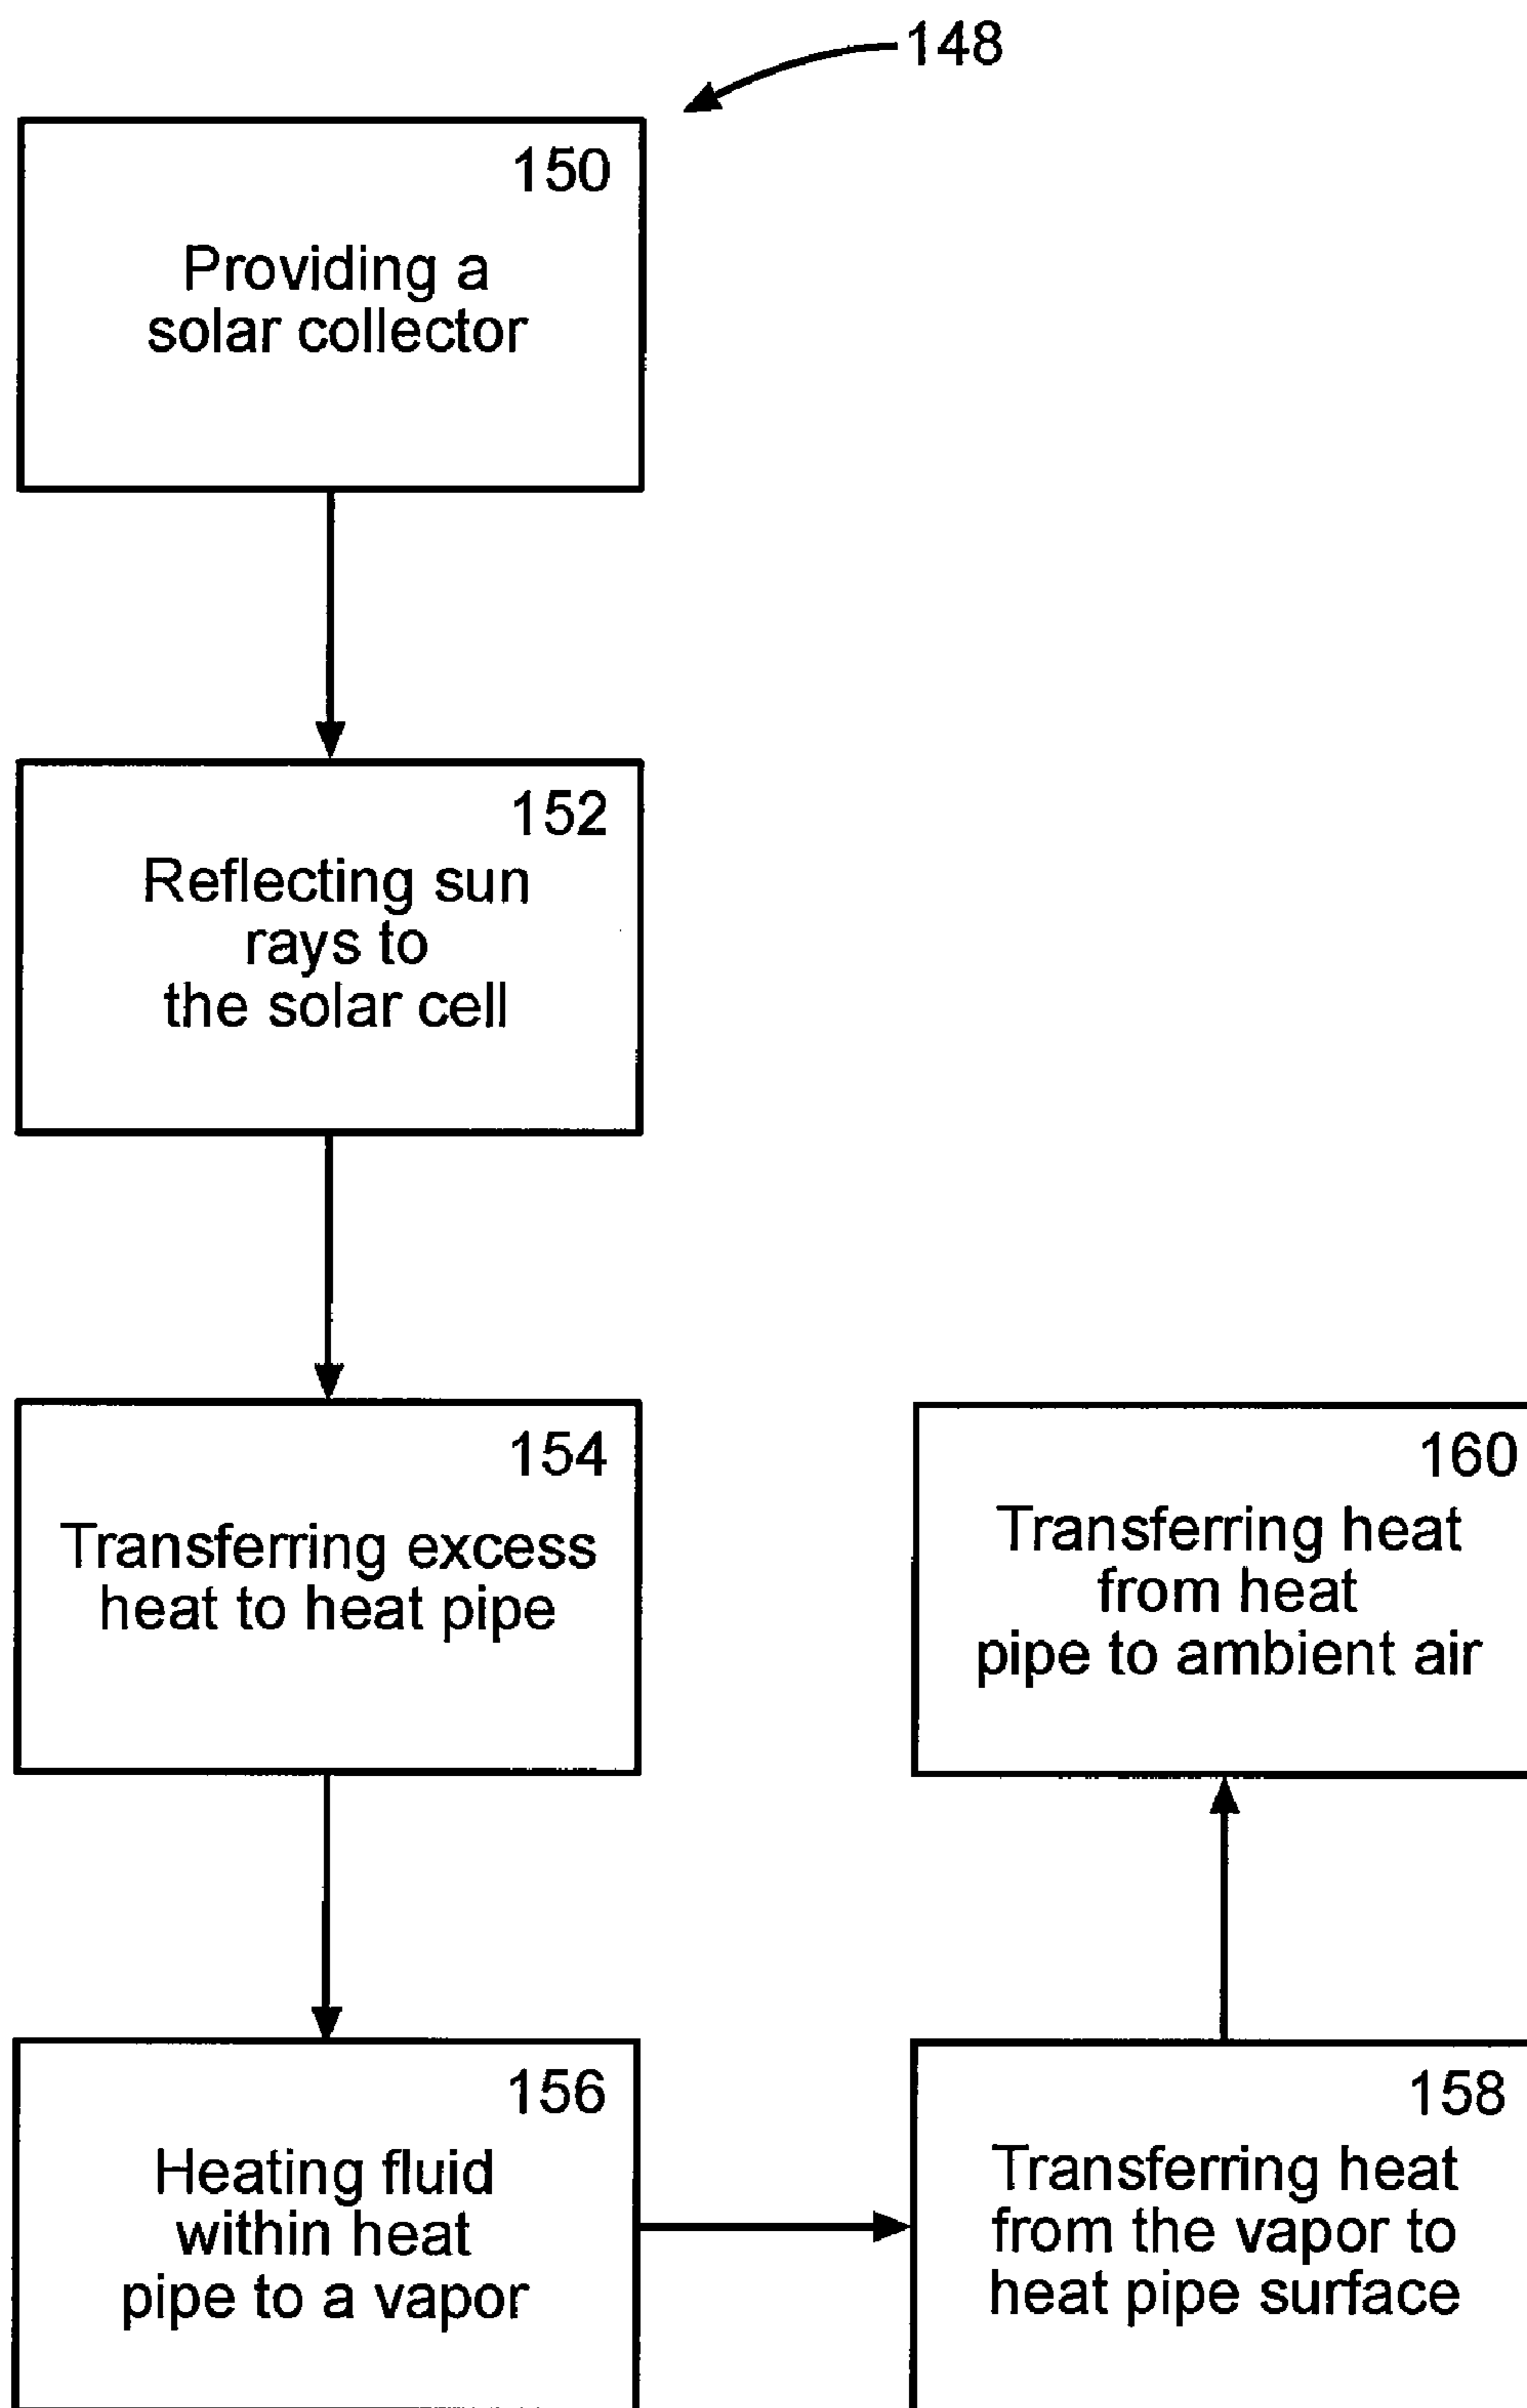 148
150
Providing a
solar collector
152
Reflecting sun
rays to
the solar cell
154
Transferring excess
heat to heat pipe
156
Heating fluid
within heat
pipe to a vapor
158
Transferring heat
from the vapor to
heat pipe surface
160
Transferring heat
from heat
pipe to ambient air